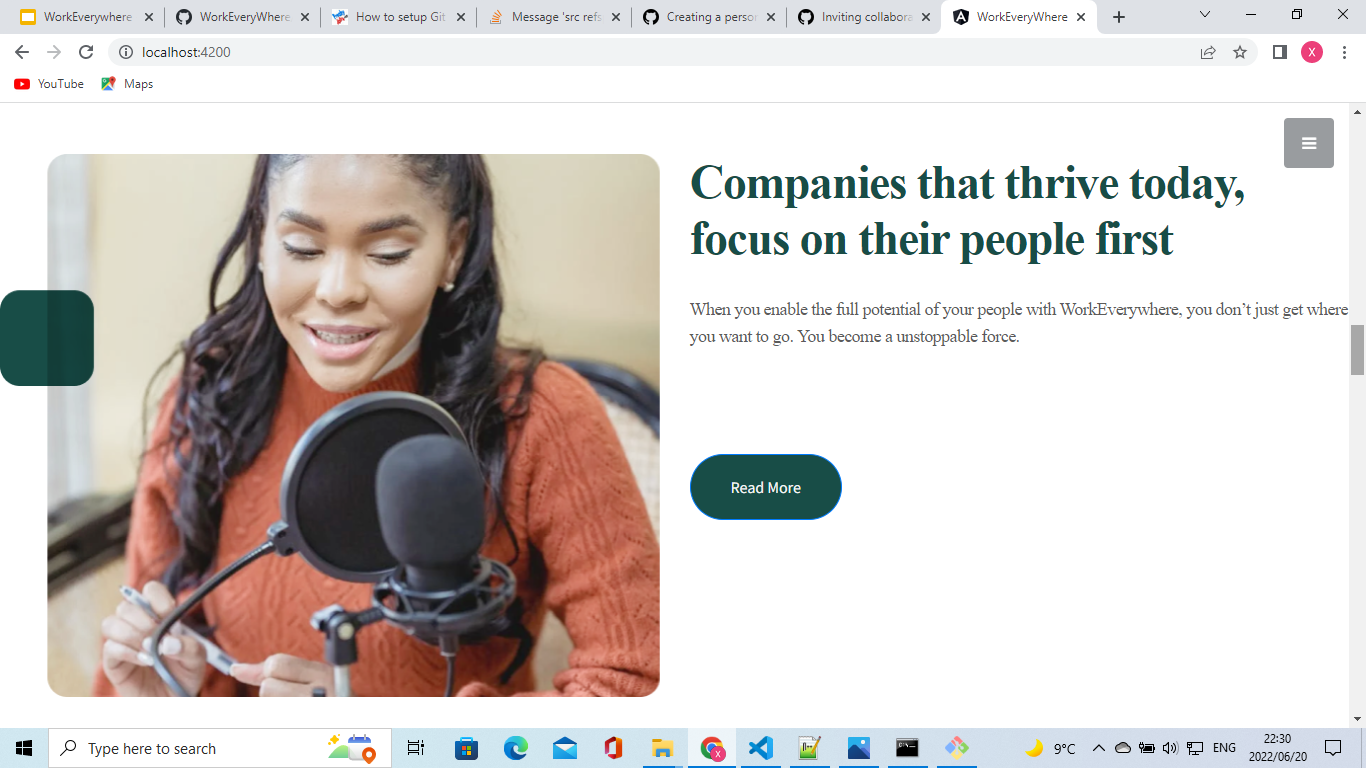 WorkEverywhere
WorkEveryWhere
How to setup Git
Message 'src refs
Creating a person
Inviting collabora
WorkEveryWhere
localhost:4200
X
YouTube
Maps
Companies that thrive today,
focus on their people first
When you enable the full potential of your people with WorkEverywhere, you don’t just get where
you want to go. You become a unstoppable force.
Read More
Type here to search
X
9°C
ENG
22:30
2022/06/20